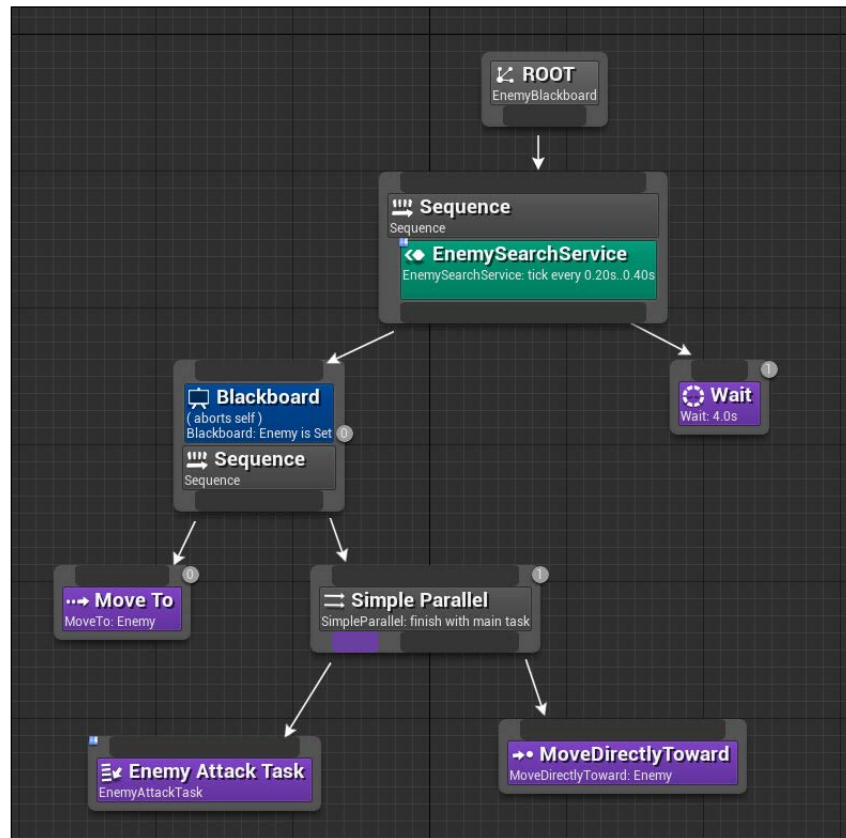 ROOT
EnemyBlackboard
Sequence
Sequence
EnemySearchService
EnemySearchService: tick every 0.20s..0.40s
1
Blackboard
( aborts self )
Blackboard: Enemy is Set
0
Sequence
Sequence
Wait
Wait: 4.0s
0
Move To
MoveTo: Enemy
1
Simple Parallel
SimpleParallel: finish with main task
Enemy Attack Task
EnemyAttackTask
MoveDirectlyToward
MoveDirectlyToward: Enemy